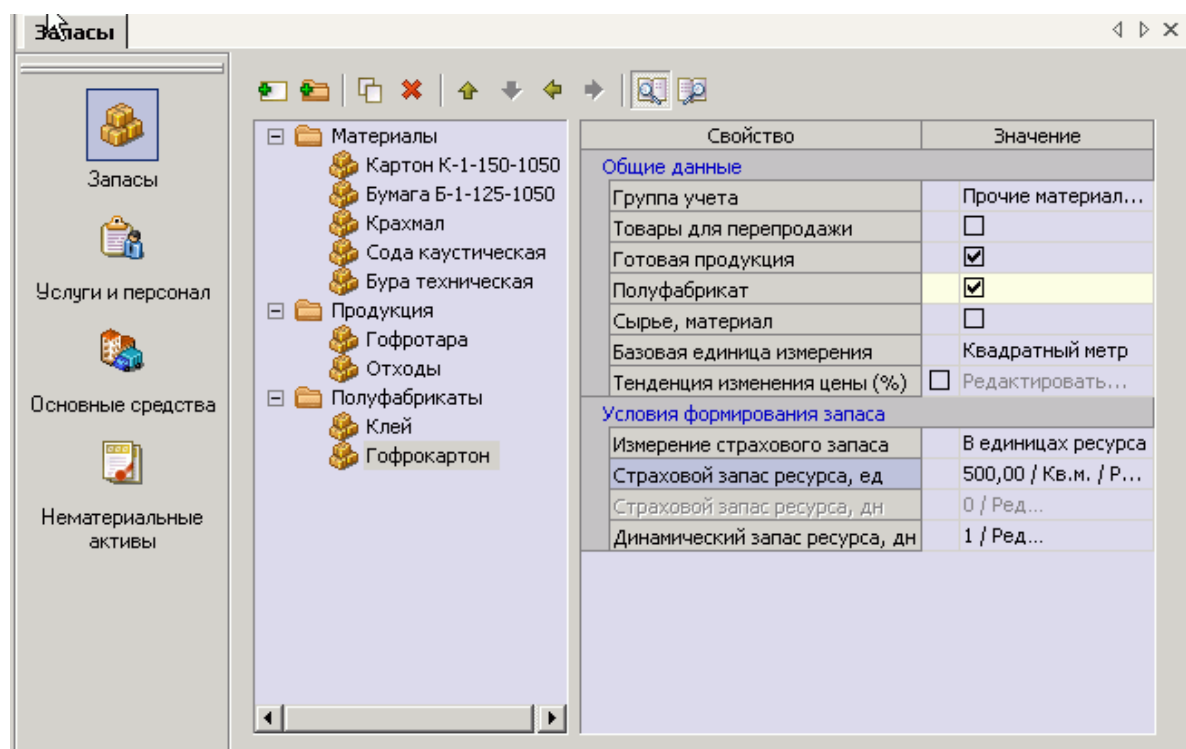 Запасы
Запасы
Услуги и персонал
Основные средства
Нематериальные
активы
Материалы
Картон К-1-150-1050
Бумага Б-1-125-1050
Крахмал
Сода каустическая
Бура техническая
Продукция
Гофротара
Отходы
Полуфабрикаты
Клей
Гофрокартон
Свойство Значение
Общие данные
Группа учета Прочие материал...
Товары для перепродажи
Готовая продукция
Полуфабрикат
Сырье, материал
Базовая единица измерения Квадратный метр
Тенденция изменения цены (%) Редактировать...
Условия формирования запаса
Измерение страхового запаса В единицах ресурса
Страховой запас ресурса, ед 500,00 / Кв.м. / Р...
Страховой запас ресурса, дн 0 / Ред...
Динамический запас ресурса, дн 1 / Ред...